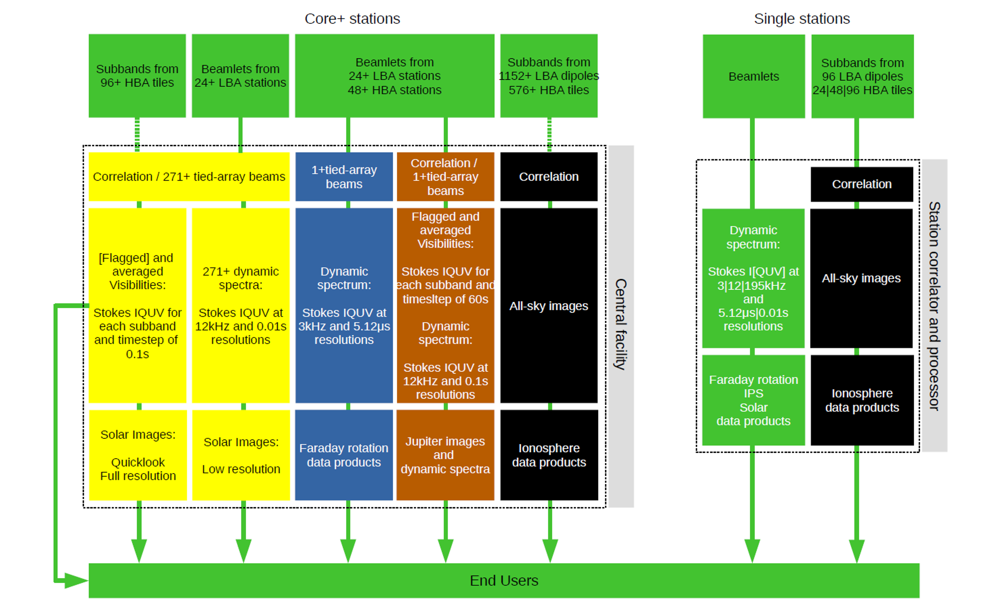 Core+ stations
Single stations
Subbands from
96+ HBA tiles
Beamlets from
24+ LBA stations
Beamlets from
24+ LBA stations
48+ HBA stations
Subbands from
1152+ LBA dipoles
576+ HBA tiles
Beamlets
Subbands from
96 LBA dipoles
24|48|96 HBA tiles
Correlation / 271+ tied-array beams
1+tied-array
beams
Correlation /
1+tied-array
beams
Correlation
Correlation
[Flagged] and
averaged
Visibilities:
Stokes IQUV for
each subband
and timestep of
0.1s
271+ dynamic
spectra:
Stokes IQUV at
12kHz and 0.01s
resolutions
Dynamic
spectrum:
Stokes IQUV at
3kHz and 5.12µs
resolutions
Flagged and
averaged
Visibilities:
Stokes IQUV for
each subband and
timesltep of 60s
Dynamic
spectrum:
Stokes IQUV at
12kHz and 0.1s
resolutions
All-sky images
Central facility
Dynamic
spectrum:
Stokes I[QUV] at
3|12|195kHz
and
5.12µs|0.01s
resolutions
All-sky images
Station correlator and processor
Solar Images:
Quicklook
Full resolution
Solar Images:
Low resolution
Faraday rotation
data products
Jupiter images
and
dynamic spectra
Ionosphere
data products
Faraday rotation
IPS
Solar
data products
Ionosphere
data products
End Users